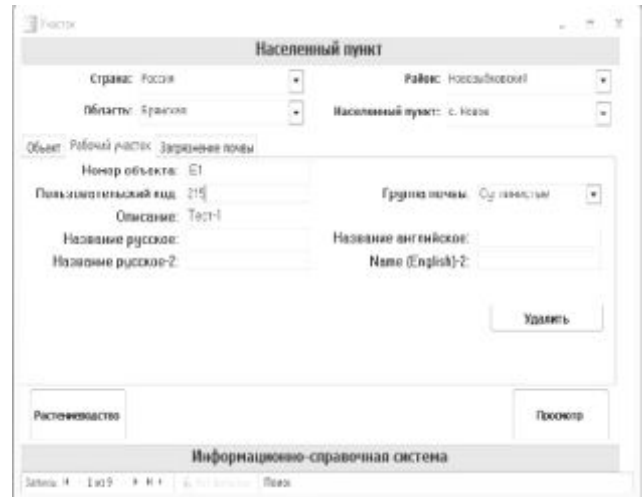 Участок
Населенный пункт
Страна: Россия Район: Новозыбковский
Область: Брянская Населенный пункт: с. Новое
Объект Рабочий участок Загрязнение почвы
Номер объекта: E1
Пользовательский код: 215 Группа почвы: Суглинистые
Описание: Тест-1
Название русское: Название английское:
Название русское-2: Name (English)-2:
Удалить
Растениеводство Просмотр
Информационно-справочная система
Запись: 1 из 9 Поиск